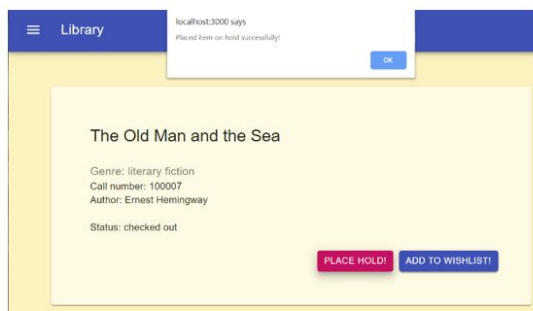 localhost:3000 says
Placed item on hold successfully!
OK
Library
The Old Man and the Sea
Genre: literary fiction
Call number: 100007
Author: Ernest Hemingway
Status: checked out
PLACE HOLD!
ADD TO WISHLIST!